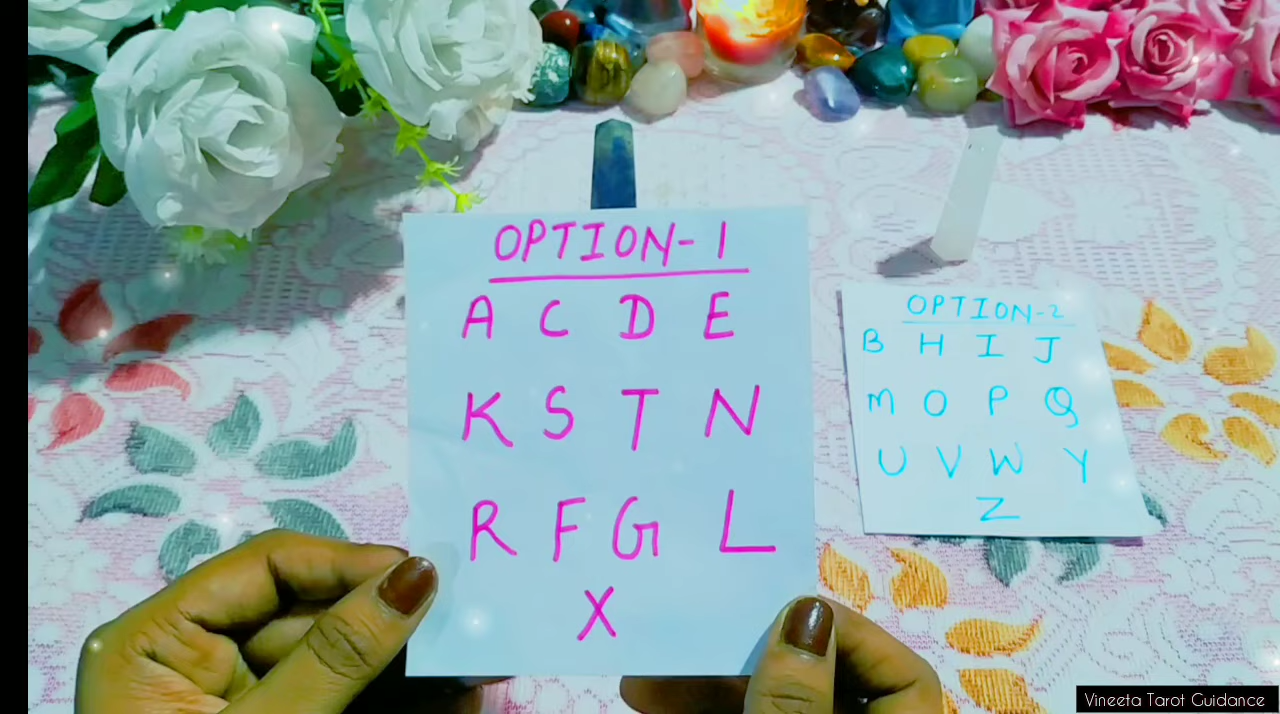 OPTION-1
A C D E
K S T N
R F G L
X
OPTION-2
B H I J
M O P Q
U V W Y
Z
Vineeta Tarot Guidance